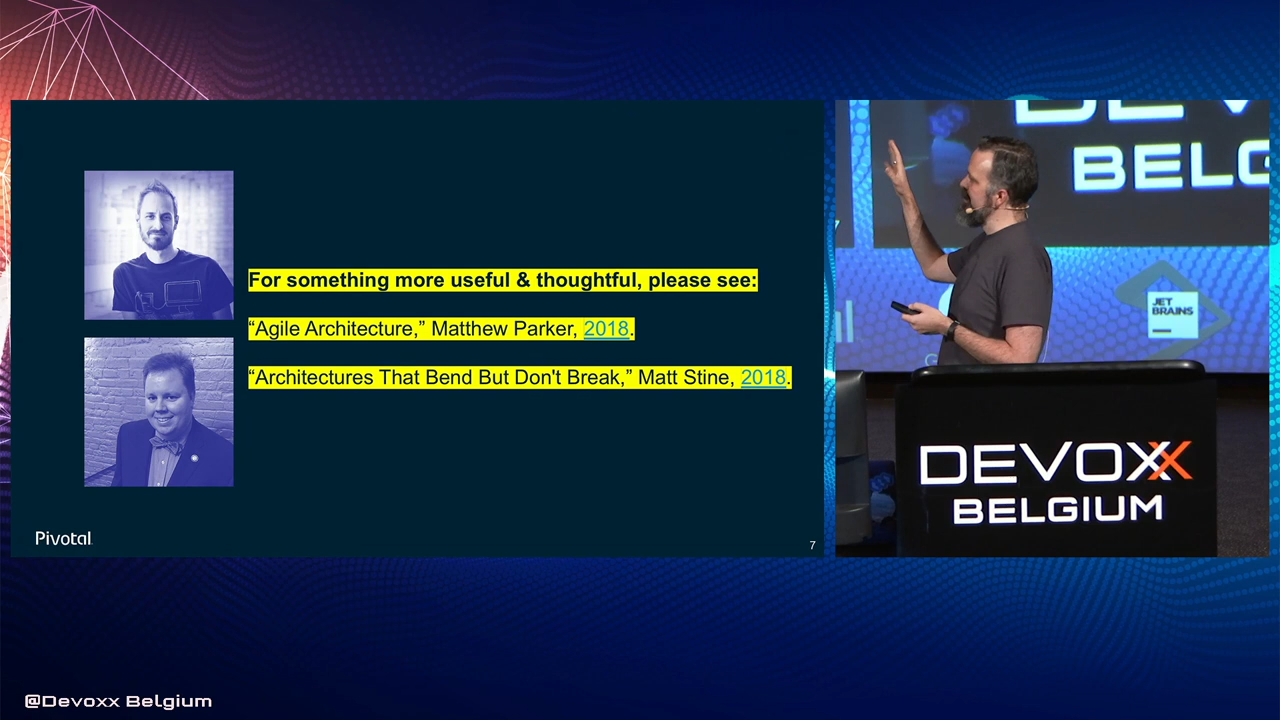 For something more useful & thoughtful, please see:
“Agile Architecture,” Matthew Parker, 2018.
“Architectures That Bend But Don't Break,” Matt Stine, 2018.
Pivotal
7
BELG
JET
BRAINS
DEVOXX
BELGIUM
@Devoxx Belgium